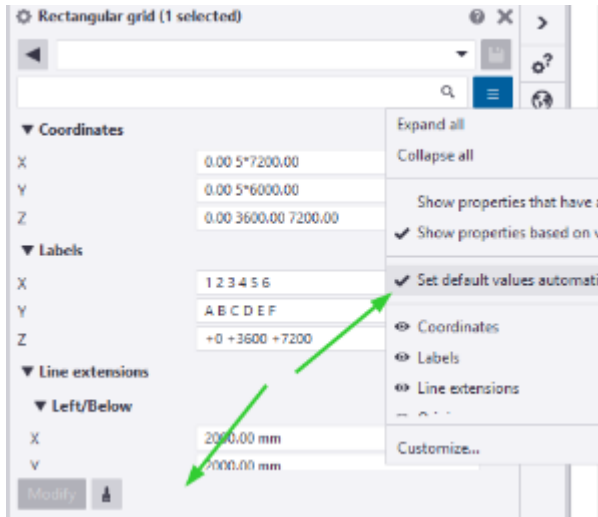 Rectangular grid (1 selected)
Coordinates
X 0.00 5*7200.00
Y 0.00 5*6000.00
Z 0.00 3600.00 7200.00
Labels
X 1 2 3 4 5 6
Y A B C D E F
Z +0 +3600 +7200
Line extensions
Left/Below
X 2000.00 mm
Y 2000.00 mm
Modify
Expand all
Collapse all
Show properties that have
Show properties based on
Set default values automati
Coordinates
Labels
Line extensions
Customize...